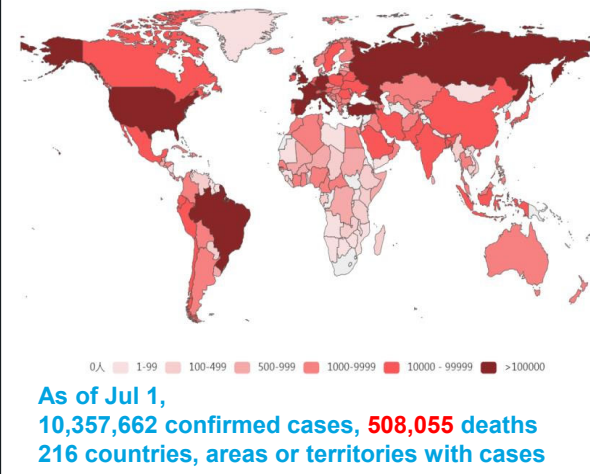 0人 1-99 100-499 500-999 1000-9999 10000 - 99999 >100000
As of Jul 1,
10,357,662 confirmed cases, 508,055 deaths
216 countries, areas or territories with cases